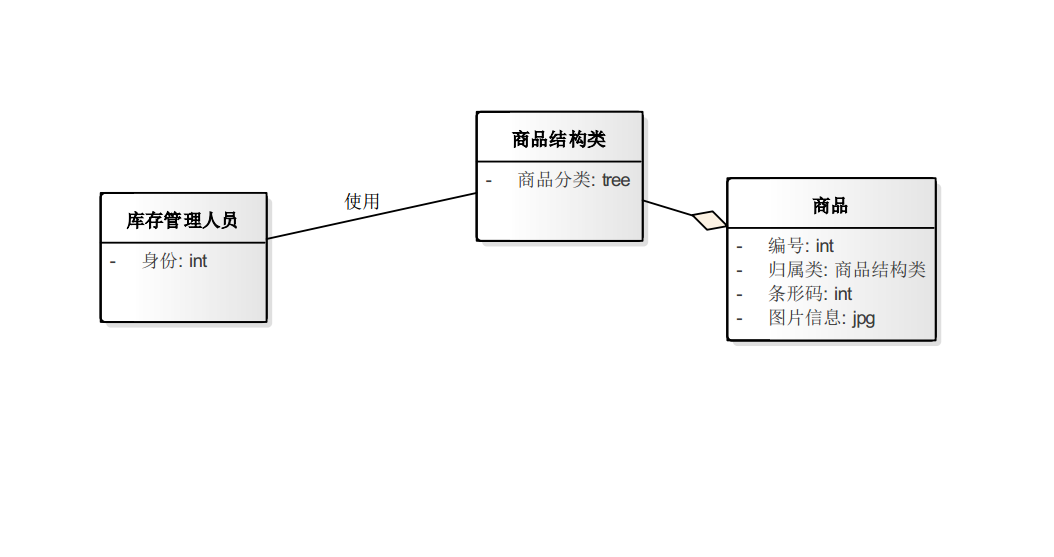 库存管理人员
- 身份: int
使用
商品结构类
- 商品分类: tree
商品
- 编号: int
- 归属类: 商品结构类
- 条形码: int
- 图片信息: jpg